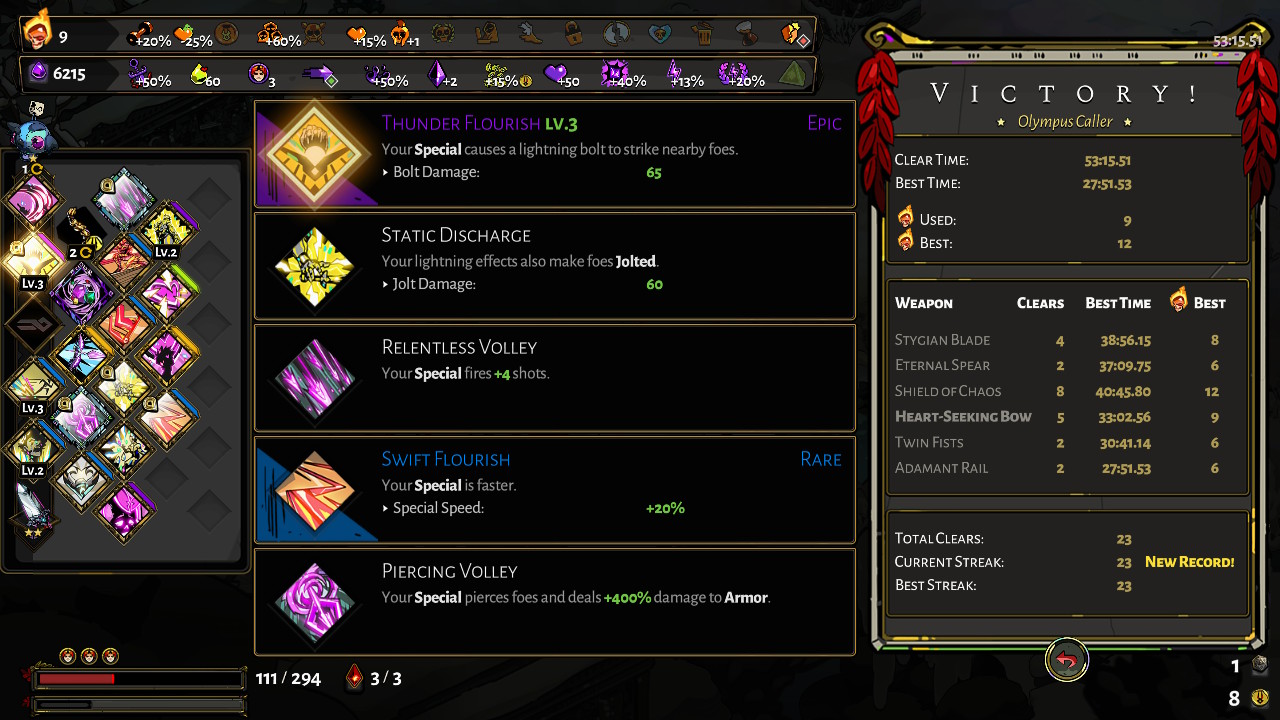 9
+20%
-25%
+60%
+15%
+1
6215
+50%
60
3
+50%
+2
+15%
+50
+40%
+13%
+20%
53:15.51
1
Lv.2
2
Lv.3
Lv.3
Lv.2
THUNDER FLOURISH LV.3 EPIC
Your Special causes a lightning bolt to strike nearby foes.
Bolt Damage: 65
STATIC DISCHARGE
Your lightning effects also make foes Jolted.
Jolt Damage: 60
RELENTLESS VOLLEY
Your Special fires +4 shots.
SWIFT FLOURISH RARE
Your Special is faster.
Special Speed: +20%
PIERCING VOLLEY
Your Special pierces foes and deals +400% damage to Armor.
111 / 294
3 / 3
VICTORY!
Olympus Caller
CLEAR TIME: 53:15.51
BEST TIME: 27:51.53
USED: 9
BEST: 12
WEAPON CLEARS BEST TIME BEST
STYGIAN BLADE 4 38:56.15 8
ETERNAL SPEAR 2 37:09.75 6
SHIELD OF CHAOS 8 40:45.80 12
HEART-SEEKING BOW 5 33:02.56 9
TWIN FISTS 2 30:41.14 6
ADAMANT RAIL 2 27:51.53 6
TOTAL CLEARS: 23
CURRENT STREAK: 23 NEW RECORD!
BEST STREAK: 23
1
8